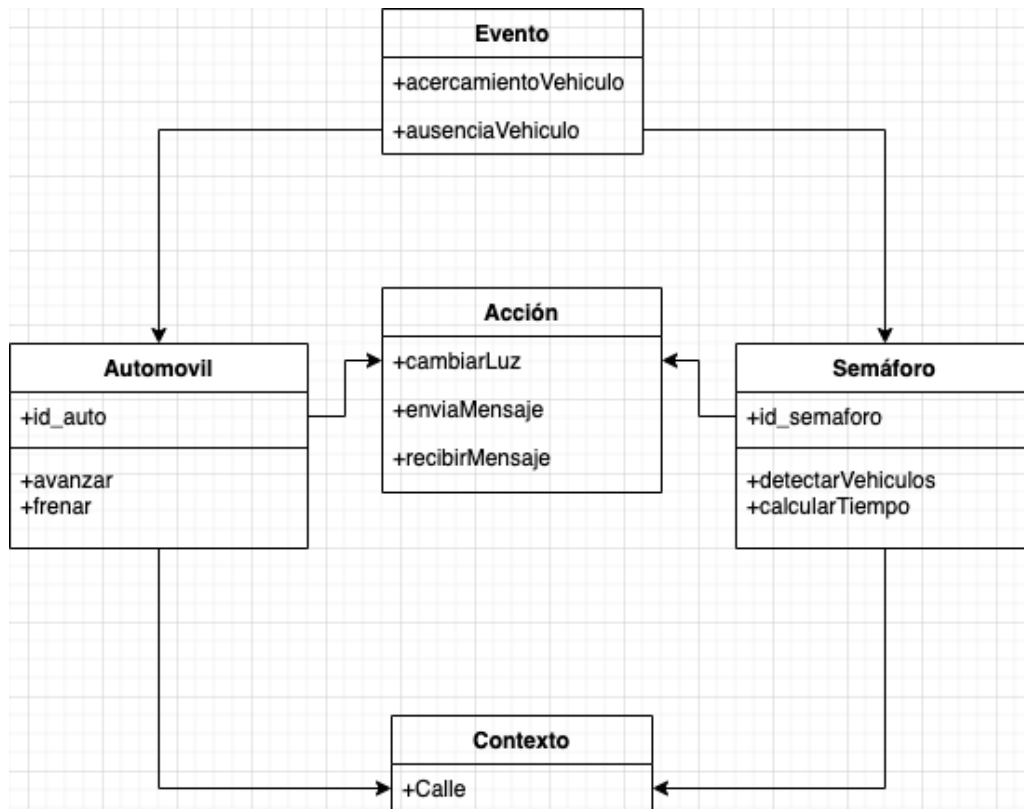 Evento
+acercamientoVehiculo
+ausenciaVehiculo
Acción
+cambiarLuz
+enviaMensaje
+recibirMensaje
Automovil
+id_auto
+avanzar
+frenar
Semáforo
+id_semaforo
+detectarVehiculos
+calcularTiempo
Contexto
+Calle